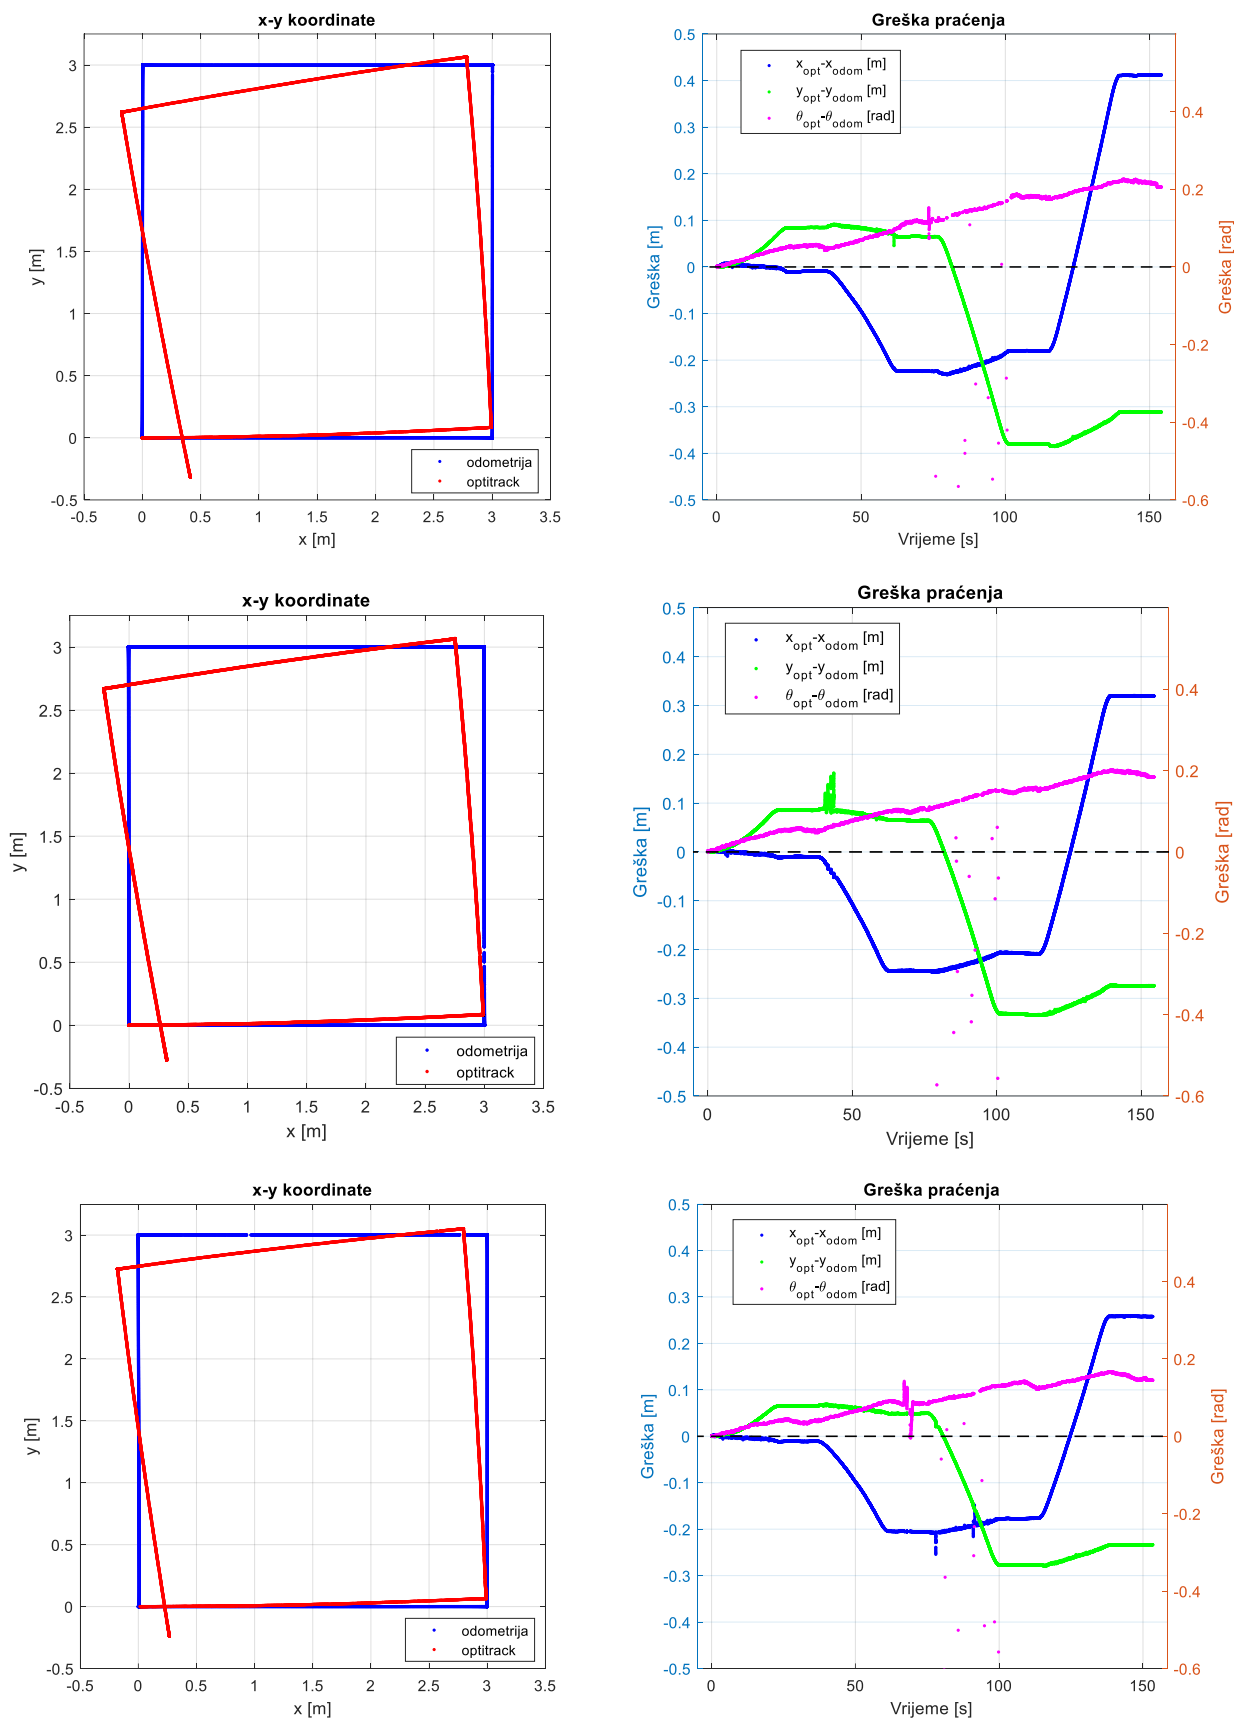 x-y koordinate
3
2.5
2
1.5
1
0.5
0
-0.5
y [m]
-0.5 0 0.5 1 1.5 2 2.5 3 3.5
x [m]
odometrija
optitrack
Greška praćenja
0.5
0.4
0.3
0.2
0.1
0
-0.1
-0.2
-0.3
-0.4
-0.5
Greška [m]
x_opt-x_odom [m]
y_opt-y_odom [m]
θ_opt-θ_odom [rad]
0.4
0.2
0
-0.2
-0.4
-0.6
Greška [rad]
0 50 100 150
Vrijeme [s]
x-y koordinate
3
2.5
2
1.5
1
0.5
0
-0.5
y [m]
-0.5 0 0.5 1 1.5 2 2.5 3 3.5
x [m]
odometrija
optitrack
Greška praćenja
0.5
0.4
0.3
0.2
0.1
0
-0.1
-0.2
-0.3
-0.4
-0.5
Greška [m]
x_opt-x_odom [m]
y_opt-y_odom [m]
θ_opt-θ_odom [rad]
0.4
0.2
0
-0.2
-0.4
-0.6
Greška [rad]
0 50 100 150
Vrijeme [s]
x-y koordinate
3
2.5
2
1.5
1
0.5
0
-0.5
y [m]
-0.5 0 0.5 1 1.5 2 2.5 3 3.5
x [m]
odometrija
optitrack
Greška praćenja
0.5
0.4
0.3
0.2
0.1
0
-0.1
-0.2
-0.3
-0.4
-0.5
Greška [m]
x_opt-x_odom [m]
y_opt-y_odom [m]
θ_opt-θ_odom [rad]
0.4
0.2
0
-0.2
-0.4
-0.6
Greška [rad]
0 50 100 150
Vrijeme [s]